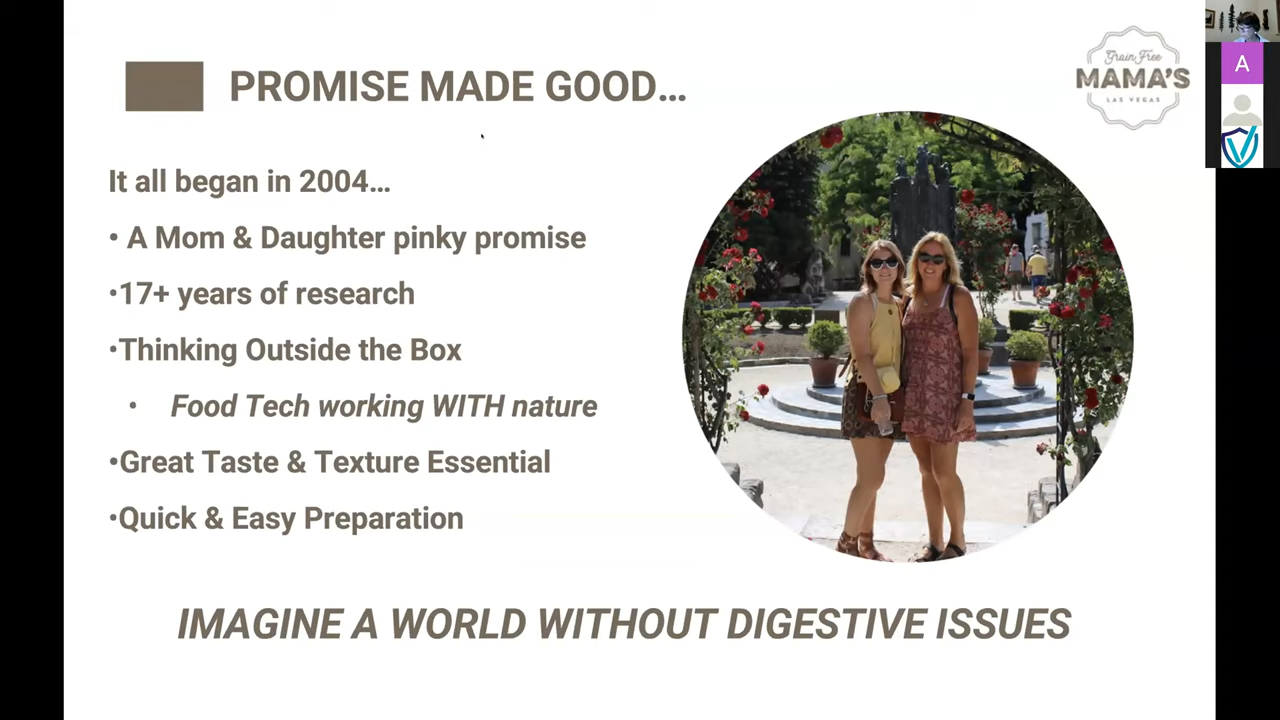 PROMISE MADE GOOD...
Grain Free
MAMA'S
LAS VEGAS
A
It all began in 2004...
• A Mom & Daughter pinky promise
•17+ years of research
•Thinking Outside the Box
• Food Tech working WITH nature
•Great Taste & Texture Essential
•Quick & Easy Preparation
IMAGINE A WORLD WITHOUT DIGESTIVE ISSUES